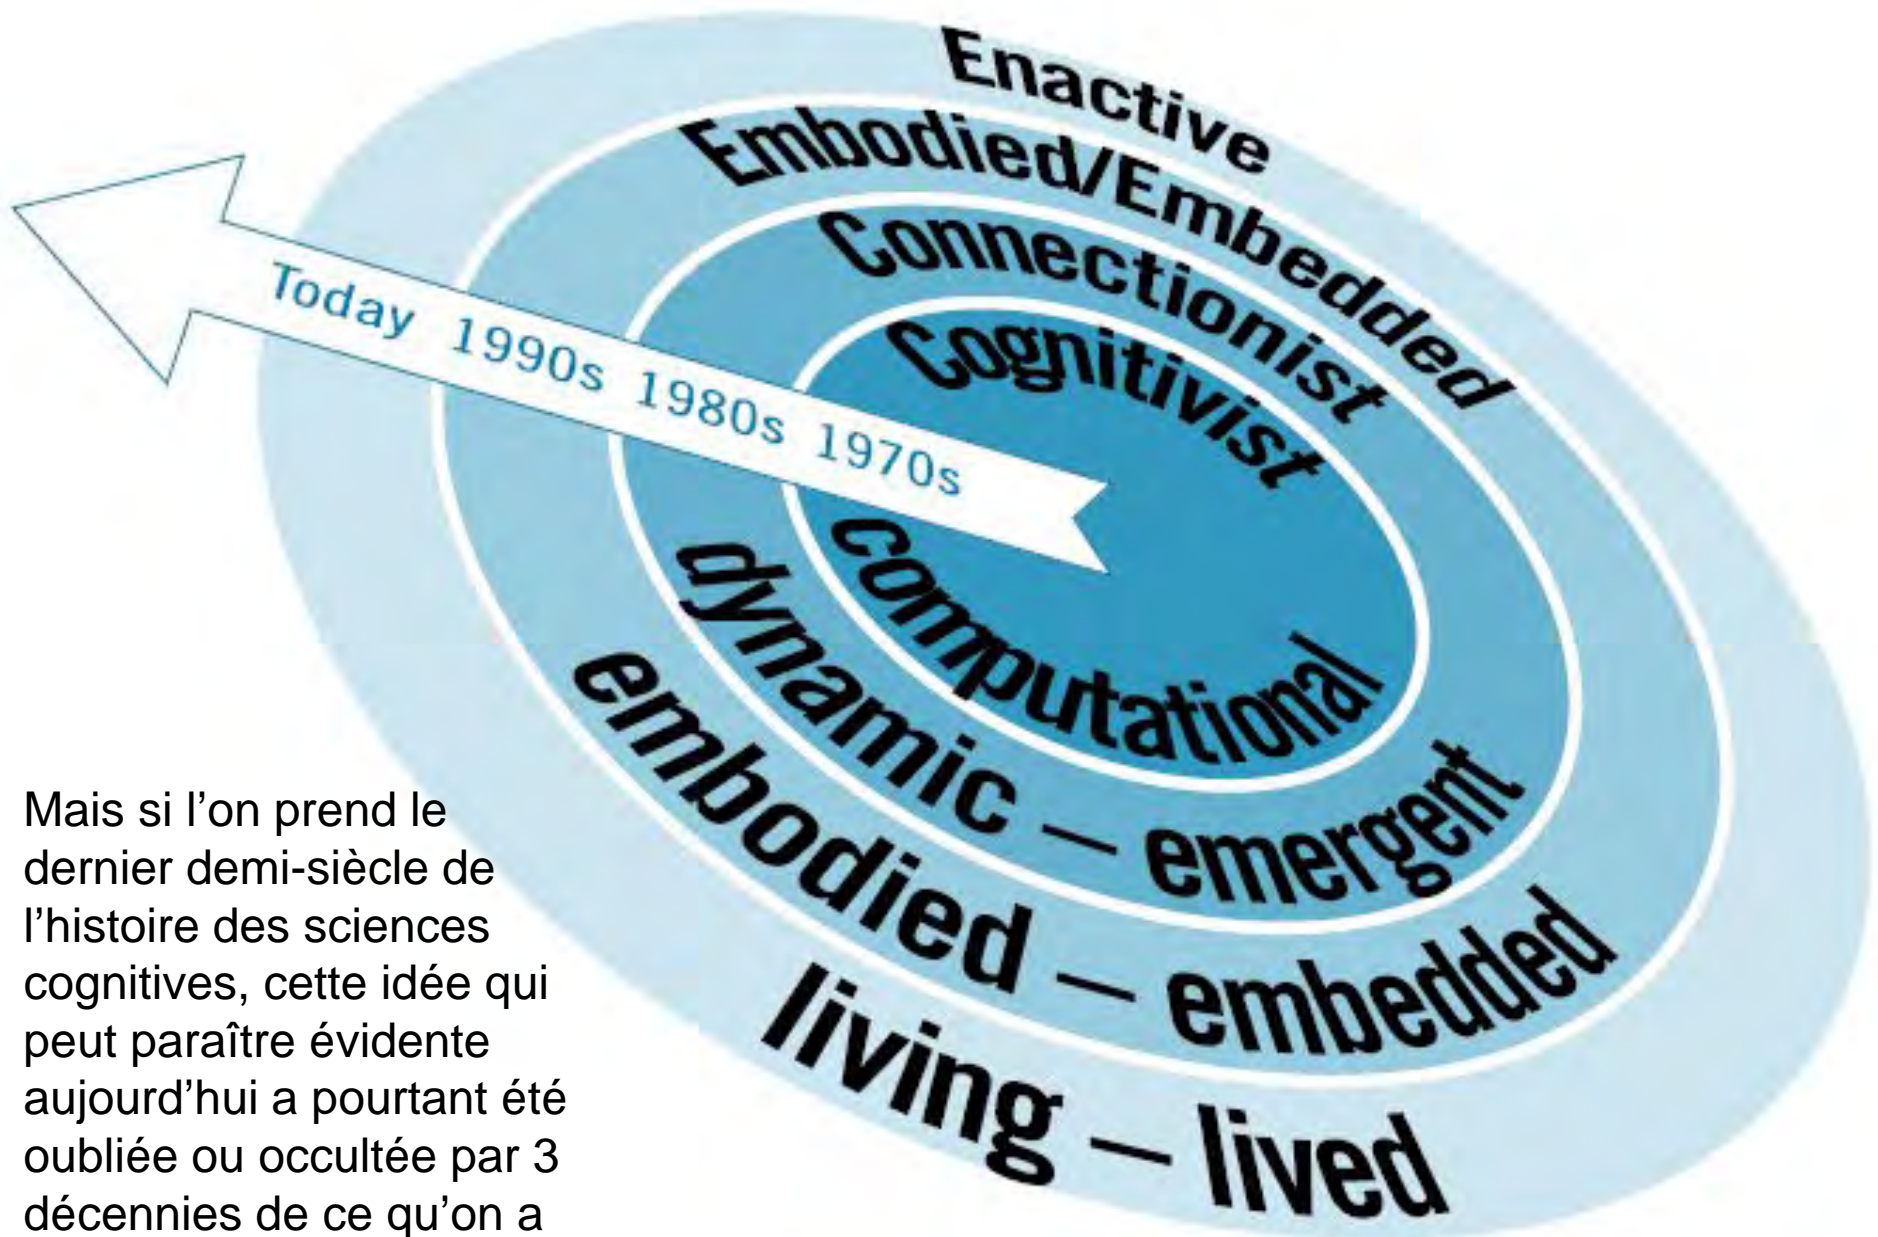 Enactive
Embodied/Embedded
Connectionist
Cognitivist
Today 1990s 1980s 1970s
computational
dynamic – emergent
embodied – embedded
living – lived
Mais si l’on prend le
dernier demi-siècle de
l’histoire des sciences
cognitives, cette idée qui
peut paraître évidente
aujourd’hui a pourtant été
oubliée ou occultée par 3
décennies de ce qu’on a